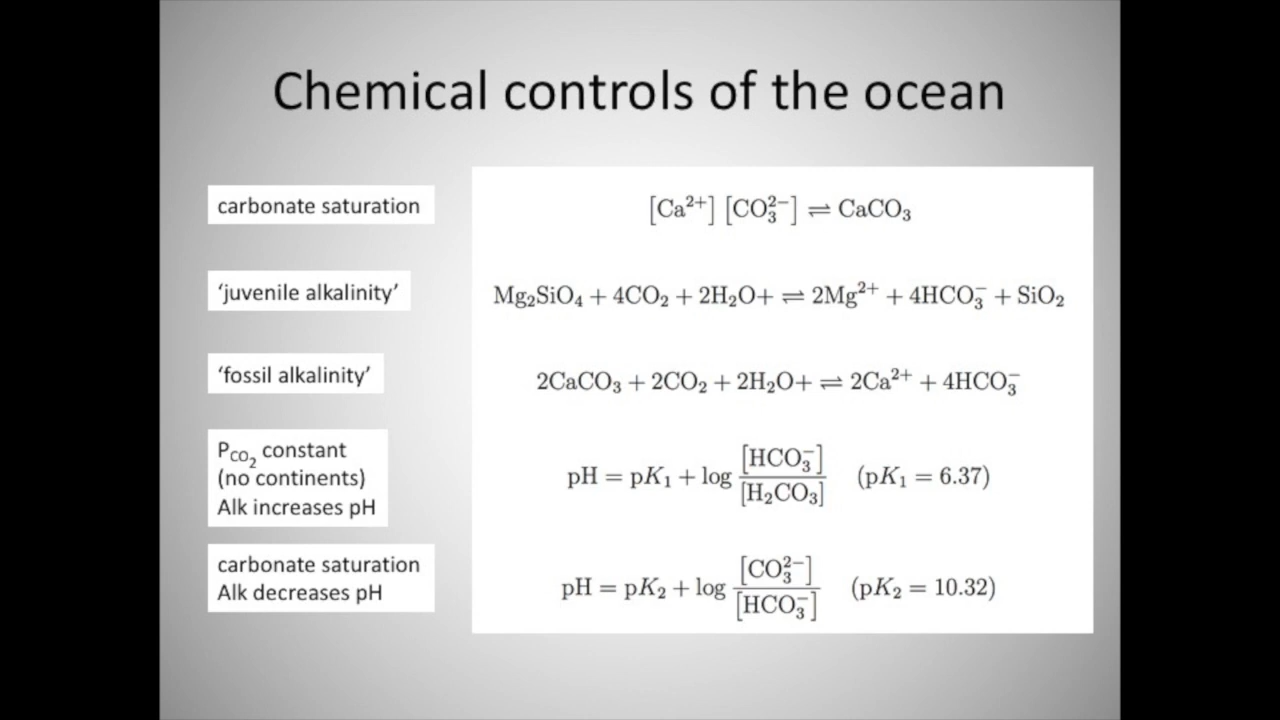 Chemical controls of the ocean
carbonate saturation
[Ca²⁺] [CO₃²⁻] ⇌ CaCO₃
‘juvenile alkalinity’
Mg₂SiO₄ + 4CO₂ + 2H₂O+ ⇌ 2Mg²⁺ + 4HCO₃⁻ + SiO₂
‘fossil alkalinity’
2CaCO₃ + 2CO₂ + 2H₂O+ ⇌ 2Ca²⁺ + 4HCO₃⁻
P_CO₂ constant
(no continents)
Alk increases pH
pH = pK₁ + log [HCO₃⁻] / [H₂CO₃] (pK₁ = 6.37)
carbonate saturation
Alk decreases pH
pH = pK₂ + log [CO₃²⁻] / [HCO₃⁻] (pK₂ = 10.32)